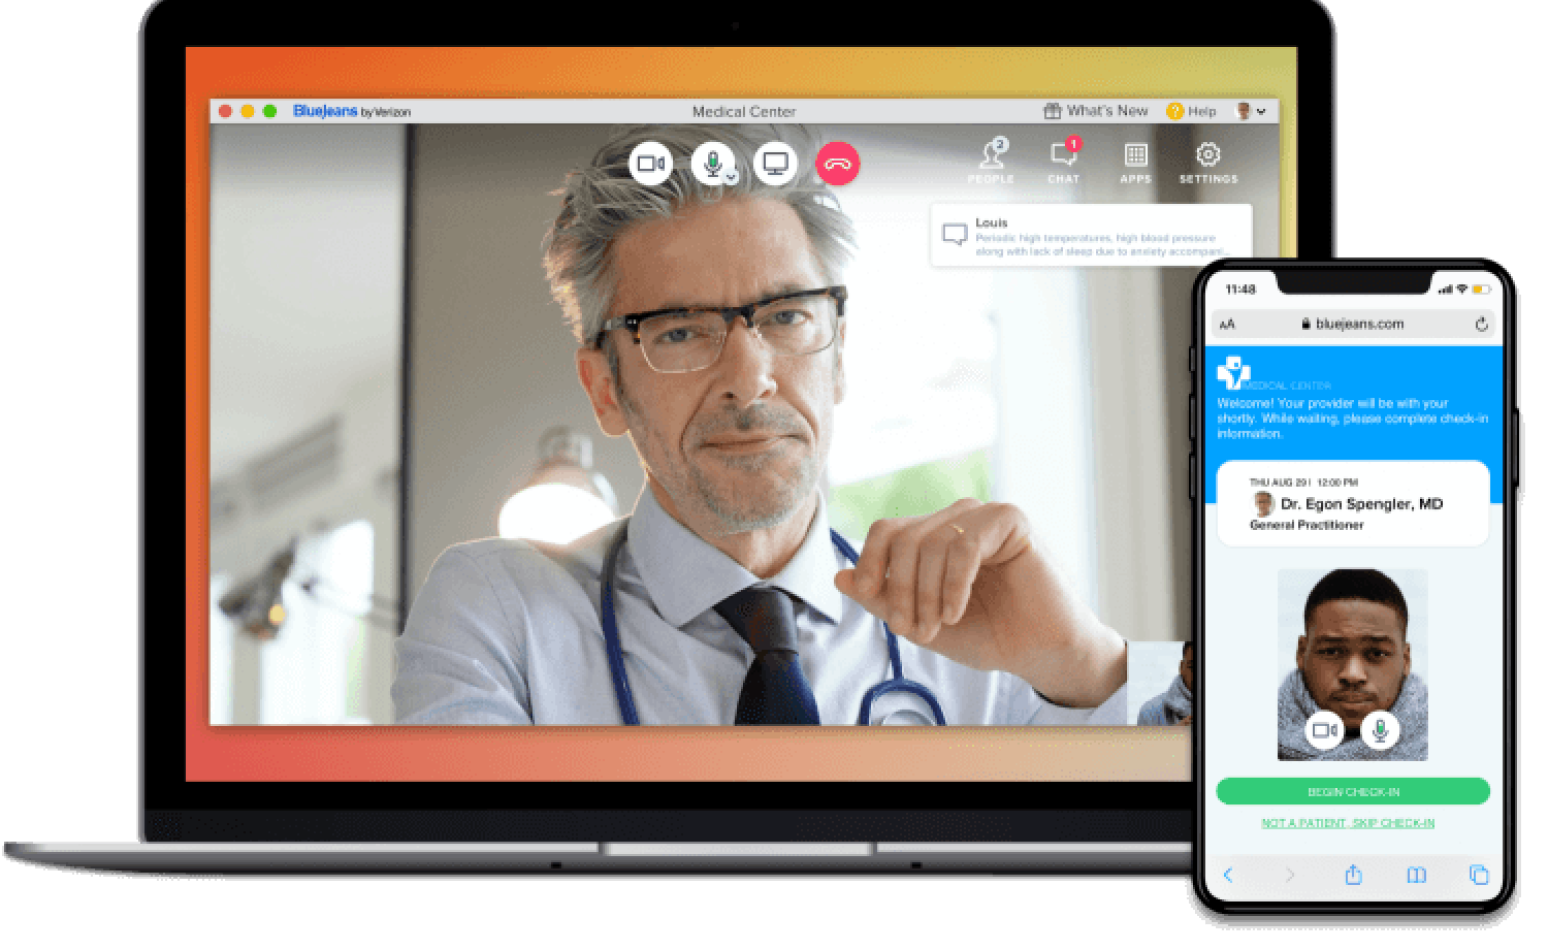 BlueJeans by Verizon
Medical Center
What's New
? Help
2
PEOPLE
1
CHAT
APPS
SETTINGS
Louis
Periodic high temperatures, high blood pressure
along with lack of sleep due to anxiety accompani...
11:48
AA
bluejeans.com
MEDICAL CENTER
Welcome! Your provider will be with your
shortly. While waiting, please complete check-in
information.
THU AUG 29 | 12:00 PM
Dr. Egon Spengler, MD
General Practitioner
BEGIN CHECK-IN
NOT A PATIENT, SKIP CHECK-IN